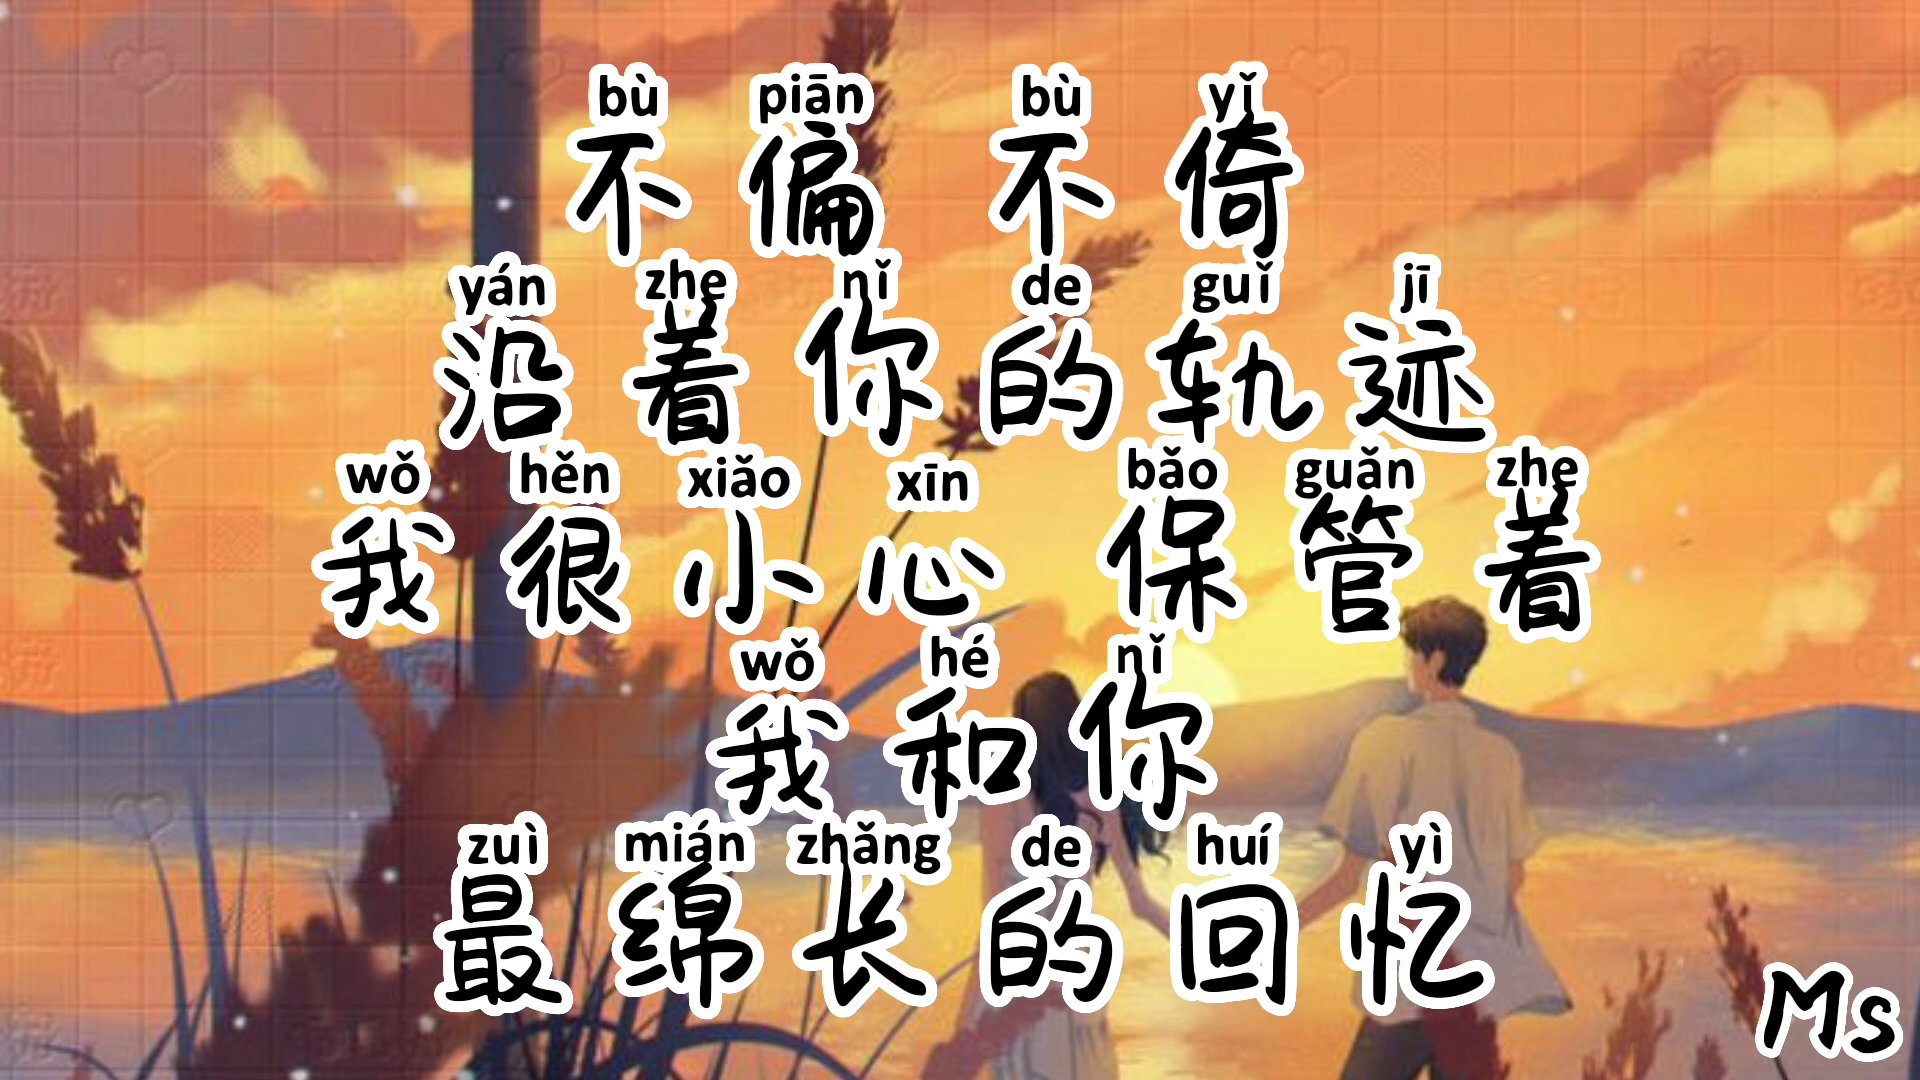 bù piān bù yǐ
不偏 不倚
yán zhe nǐ de guǐ jī
沿着你的轨迹
wǒ hěn xiǎo xīn bǎo guǎn zhe
我很小心 保管着
wǒ hé nǐ
我和你
zuì mián zhǎng de huí yì
最绵长的回忆
Ms